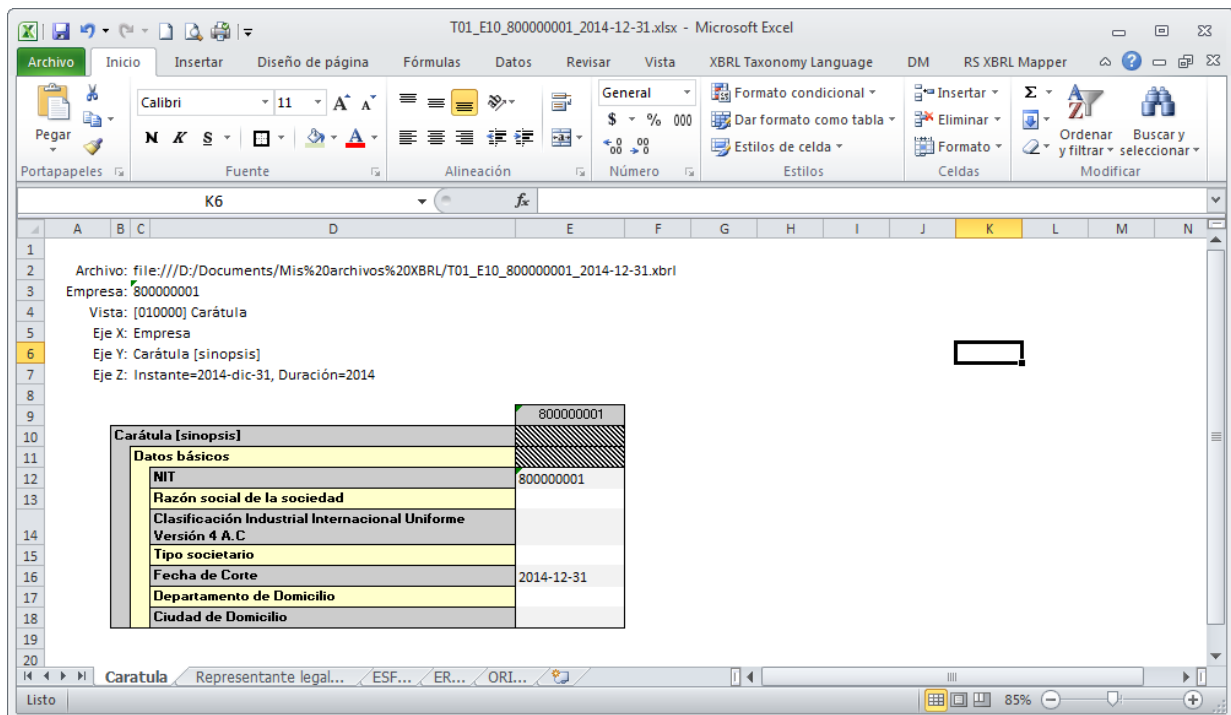 T01_E10_800000001_2014-12-31.xlsx - Microsoft Excel
Archivo Inicio Insertar Diseño de página Fórmulas Datos Revisar Vista XBRL Taxonomy Language DM RS XBRL Mapper
Pegar
Calibri 11
N K S
A A
A
General
$ % 000
Formato condicional
Dar formato como tabla
Estilos de celda
Insertar
Eliminar
Formato
Σ
Ordenar y filtrar
Buscar y seleccionar
Portapapeles Fuente Alineación Número Estilos Celdas Modificar
K6 fx
A B C D E F G H I J K L M N
1
2 Archivo: file:///D:/Documents/Mis%20archivos%20XBRL/T01_E10_800000001_2014-12-31.xbrl
3 Empresa: 800000001
4 Vista: [010000] Carátula
5 Eje X: Empresa
6 Eje Y: Carátula [sinopsis]
7 Eje Z: Instante=2014-dic-31, Duración=2014
8
9 800000001
10 Carátula [sinopsis]
11 Datos básicos
12 NIT 800000001
13 Razón social de la sociedad
Clasificación Industrial Internacional Uniforme
14 Versión 4 A.C
15 Tipo societario
16 Fecha de Corte 2014-12-31
17 Departamento de Domicilio
18 Ciudad de Domicilio
19
20
Caratula Representante legal... ESF... ER... ORI...
Listo 85%